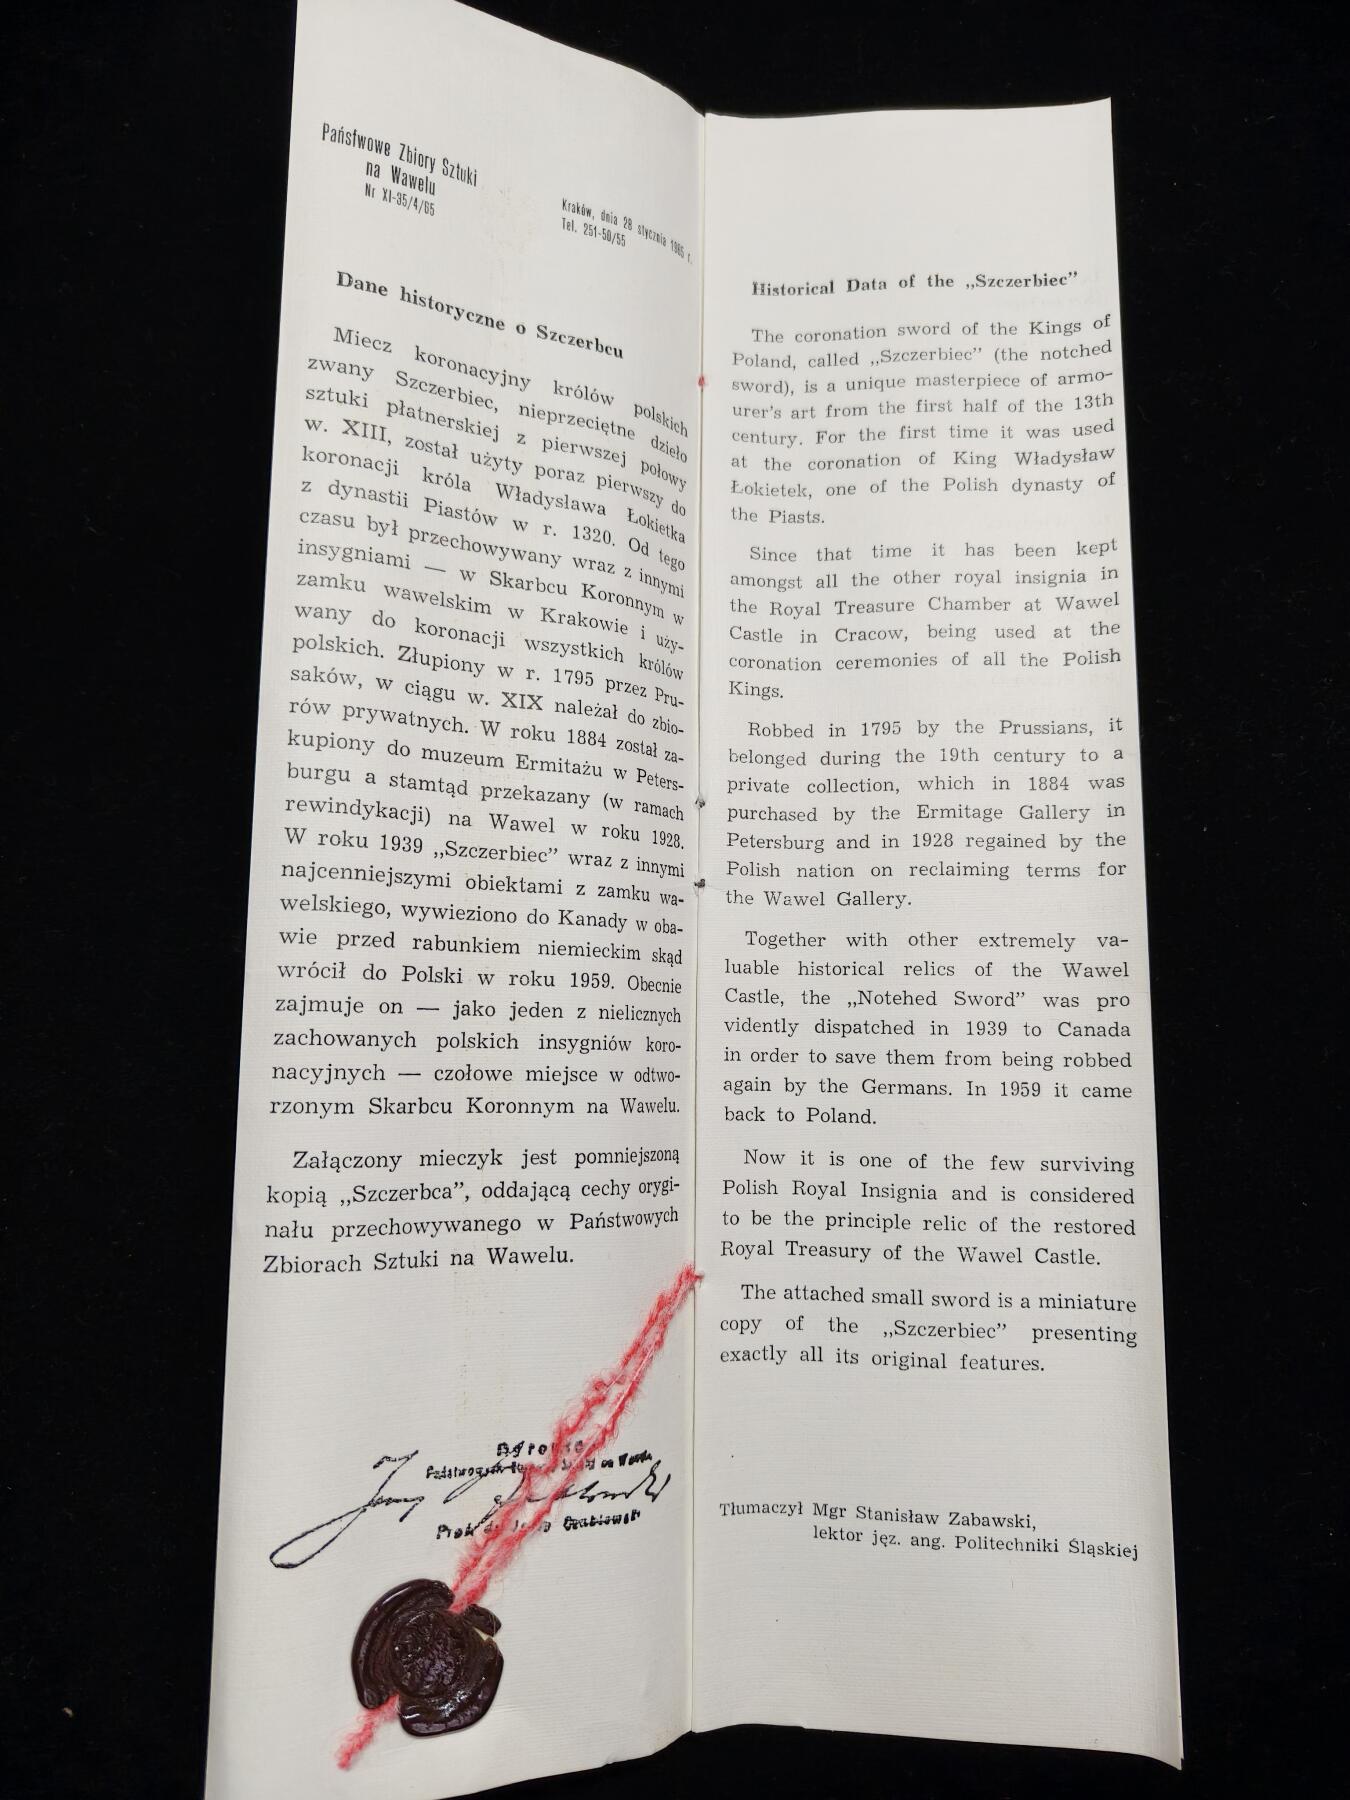 Państwowe Zbiory Sztuki
na Wawelu
Nr XI-35/4/65
Kraków, dnia 28 stycznia 1965 r.
Tel. 251-50/55
Dane historyczne o Szczerbcu
Miecz koronacyjny królów polskich
zwany Szczerbiec, nieprzeciętne dzieło
sztuki płatnerskiej z pierwszej połowy
w. XIII, został użyty poraz pierwszy do
koronacji króla Władysława Łokietka
z dynastii Piastów w r. 1320. Od tego
czasu był przechowywany wraz z innymi
insygniami — w Skarbcu Koronnym w
zamku wawelskim w Krakowie i uży-
wany do koronacji wszystkich królów
polskich. Złupiony w r. 1795 przez Pru-
saków, w ciągu w. XIX należał do zbio-
rów prywatnych. W roku 1884 został za-
kupiony do muzeum Ermitażu w Peters-
burgu a stamtąd przekazany (w ramach
rewindykacji) na Wawel w roku 1928.
W roku 1939 „Szczerbiec” wraz z innymi
najcenniejszymi obiektami z zamku wa-
welskiego, wywieziono do Kanady w oba-
wie przed rabunkiem niemieckim skąd
wrócił do Polski w roku 1959. Obecnie
zajmuje on — jako jeden z nielicznych
zachowanych polskich insygniów koro-
nacyjnych — czołowe miejsce w odtwo-
rzonym Skarbcu Koronnym na Wawelu.
Załączony mieczyk jest pomniejszoną
kopią „Szczerbca”, oddającą cechy orygi-
nału przechowywanego w Państwowych
Zbiorach Sztuki na Wawelu.
Historical Data of the „Szczerbiec”
The coronation sword of the Kings of
Poland, called „Szczerbiec” (the notched
sword), is a unique masterpiece of armo-
urer's art from the first half of the 13th
century. For the first time it was used
at the coronation of King Władysław
Łokietek, one of the Polish dynasty of
the Piasts.
Since that time it has been kept
amongst all the other royal insignia in
the Royal Treasure Chamber at Wawel
Castle in Cracow, being used at the
coronation ceremonies of all the Polish
Kings.
Robbed in 1795 by the Prussians, it
belonged during the 19th century to a
private collection, which in 1884 was
purchased by the Ermitage Gallery in
Petersburg and in 1928 regained by the
Polish nation on reclaiming terms for
the Wawel Gallery.
Together with other extremely va-
luable historical relics of the Wawel
Castle, the „Notehed Sword” was pro
vidently dispatched in 1939 to Canada
in order to save them from being robbed
again by the Germans. In 1959 it came
back to Poland.
Now it is one of the few surviving
Polish Royal Insignia and is considered
to be the principle relic of the restored
Royal Treasury of the Wawel Castle.
The attached small sword is a miniature
copy of the „Szczerbiec” presenting
exactly all its original features.
Tłumaczył Mgr Stanisław Zabawski,
lektor jęz. ang. Politechniki Śląskiej